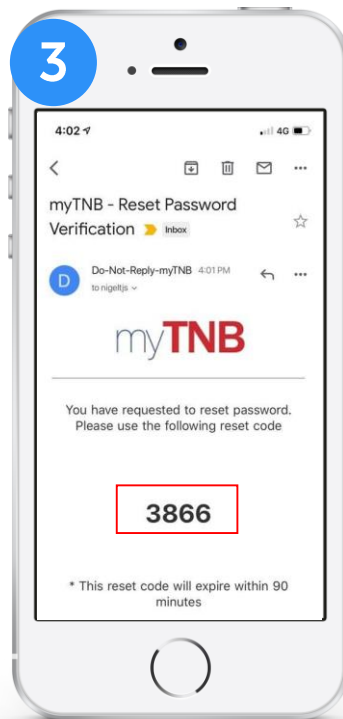 3
4:02
4G
myTNB - Reset Password
Verification Inbox
D
Do-Not-Reply-myTNB 4:01 PM
to nigeltjs
myTNB
You have requested to reset password.
Please use the following reset code
3866
* This reset code will expire within 90
minutes